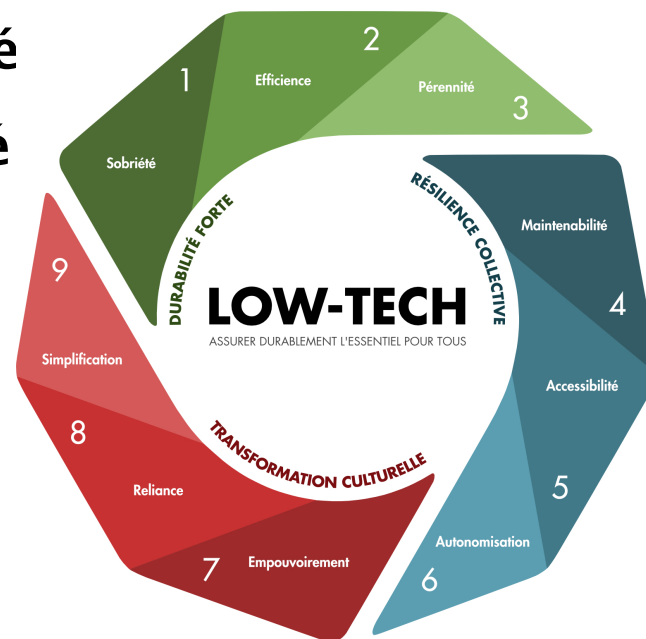 é
é
1
Sobriété
2
Efficience
3
Pérennité
DURABILITÉ FORTE
RÉSILIENCE COLLECTIVE
LOW-TECH
ASSURER DURABLEMENT L'ESSENTIEL POUR TOUS
TRANSFORMATION CULTURELLE
Maintenabilité
4
Accessibilité
5
Autonomisation
6
Empouvoirement
7
Reliance
8
Simplification
9